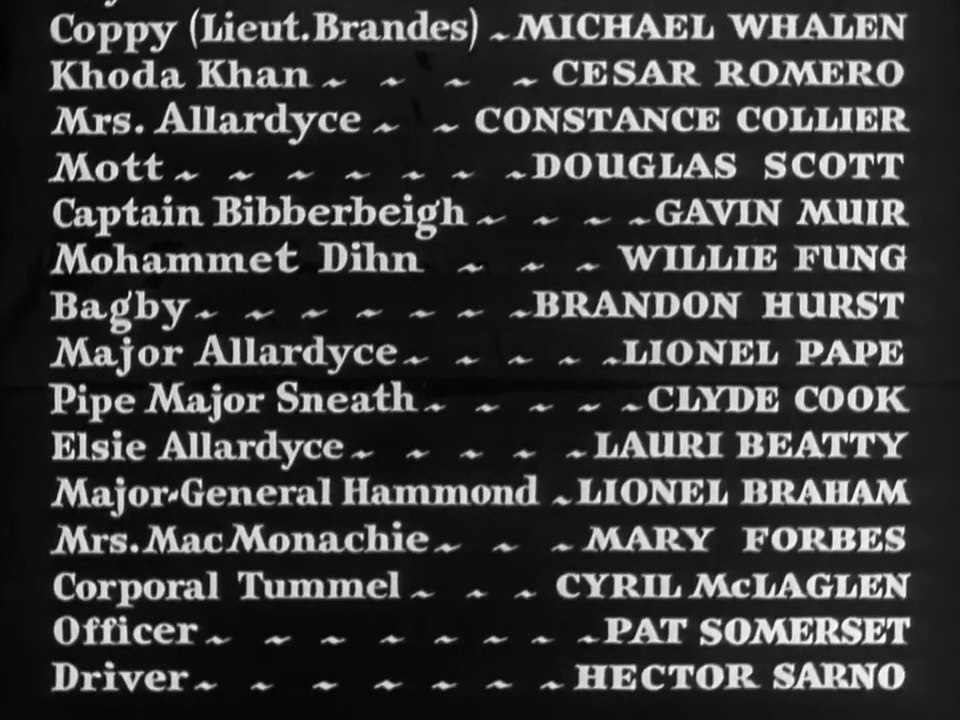 Coppy (Lieut. Brandes) ~ MICHAEL WHALEN
Khoda Khan ~ ~ ~ ~ CESAR ROMERO
Mrs. Allardyce ~ ~ CONSTANCE COLLIER
Mott ~ ~ ~ ~ ~ ~ ~ DOUGLAS SCOTT
Captain Bibberbeigh ~ ~ ~ ~ GAVIN MUIR
Mohammet Dihn ~ ~ ~ WILLIE FUNG
Bagby ~ ~ ~ ~ ~ ~ ~ BRANDON HURST
Major Allardyce ~ ~ ~ ~ ~ LIONEL PAPE
Pipe Major Sneath ~ ~ ~ ~ ~ CLYDE COOK
Elsie Allardyce ~ ~ ~ ~ ~ LAURI BEATTY
Major-General Hammond ~ LIONEL BRAHAM
Mrs. MacMonachie ~ ~ ~ MARY FORBES
Corporal Tummel ~ ~ ~ CYRIL McLAGLEN
Officer ~ ~ ~ ~ ~ ~ ~ ~ PAT SOMERSET
Driver ~ ~ ~ ~ ~ ~ ~ HECTOR SARNO